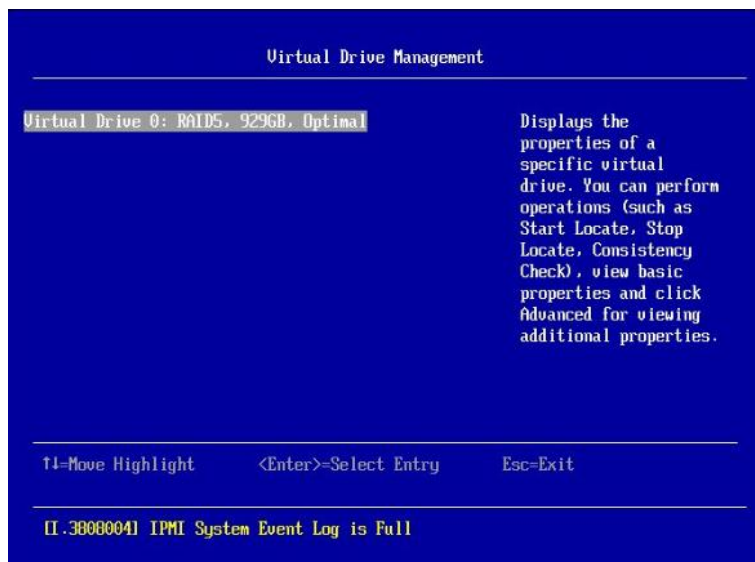 Virtual Drive Management
Virtual Drive 0: RAID5, 929GB, Optimal
Displays the
properties of a
specific virtual
drive. You can perform
operations (such as
Start Locate, Stop
Locate, Consistency
Check), view basic
properties and click
Advanced for viewing
additional properties.
↑↓=Move Highlight <Enter>=Select Entry Esc=Exit
[I.3808004] IPMI System Event Log is Full